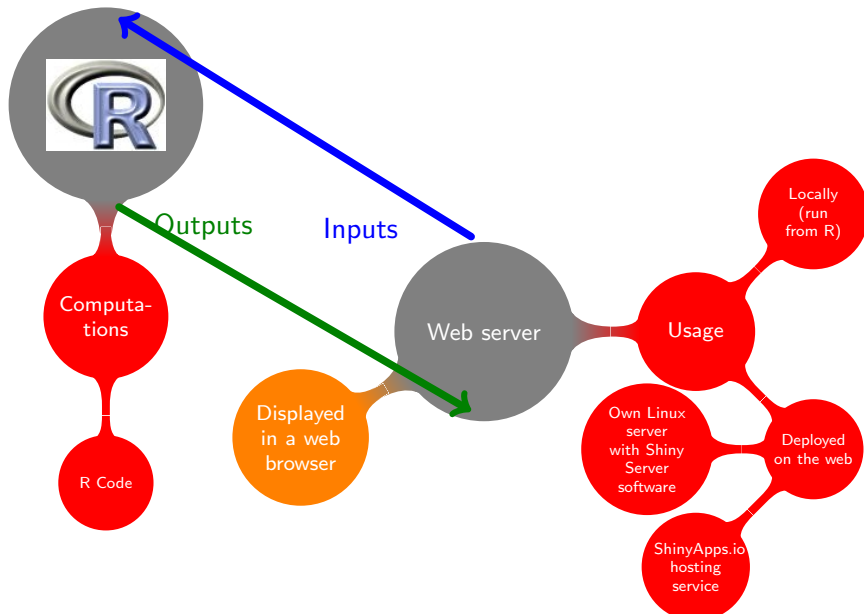 R
Outputs
Inputs
Computa-
tions
R Code
Web server
Displayed
in a web
browser
Usage
Locally
(run
from R)
Deployed
on the web
Own Linux
server
with Shiny
Server
software
ShinyApps.io
hosting
service